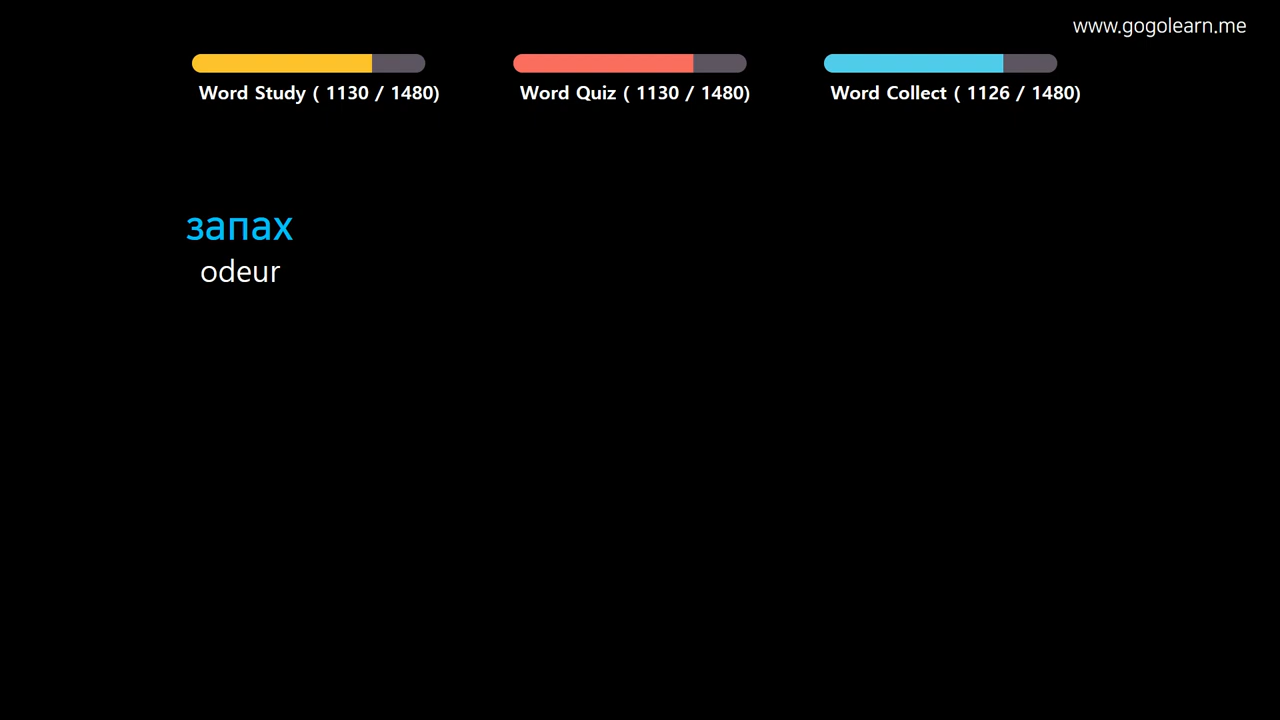 www.gogolearn.me
Word Study ( 1130 / 1480)
Word Quiz ( 1130 / 1480)
Word Collect ( 1126 / 1480)
запах
odeur